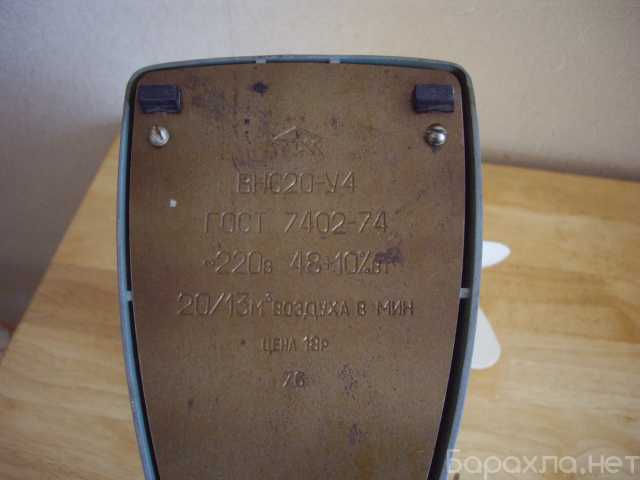 ВНС20-У4
ГОСТ 7402-74
~220в 48+10%вт
20/13м³ воздуха в мин
ЦЕНА 18р
76
Барахла.нет